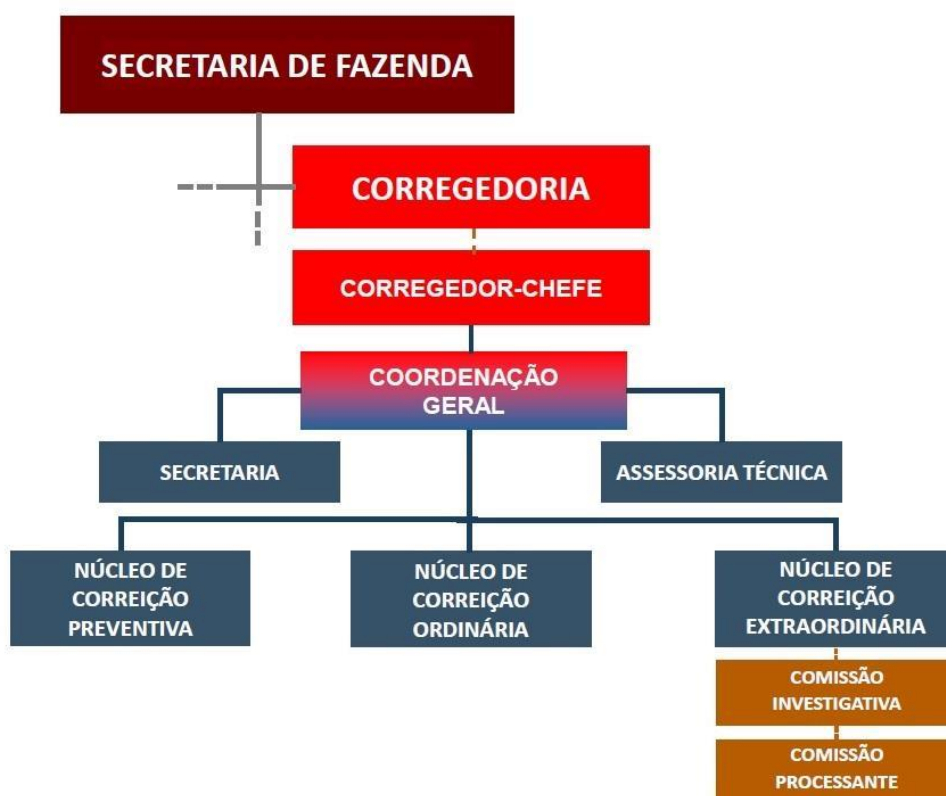 SECRETARIA DE FAZENDA
CORREGEDORIA
CORREGEDOR-CHEFE
COORDENAÇÃO
GERAL
SECRETARIA
ASSESSORIA TÉCNICA
NÚCLEO DE
CORREIÇÃO
PREVENTIVA
NÚCLEO DE
CORREIÇÃO
ORDINÁRIA
NÚCLEO DE
CORREIÇÃO
EXTRAORDINÁRIA
COMISSÃO
INVESTIGATIVA
COMISSÃO
PROCESSANTE